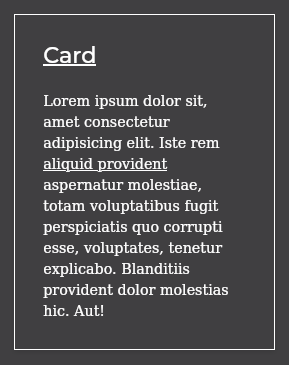 Card
Lorem ipsum dolor sit,
amet consectetur
adipisicing elit. Iste rem
aliquid provident
aspernatur molestiae,
totam voluptatibus fugit
perspiciatis quo corrupti
esse, voluptates, tenetur
explicabo. Blanditiis
provident dolor molestias
hic. Aut!